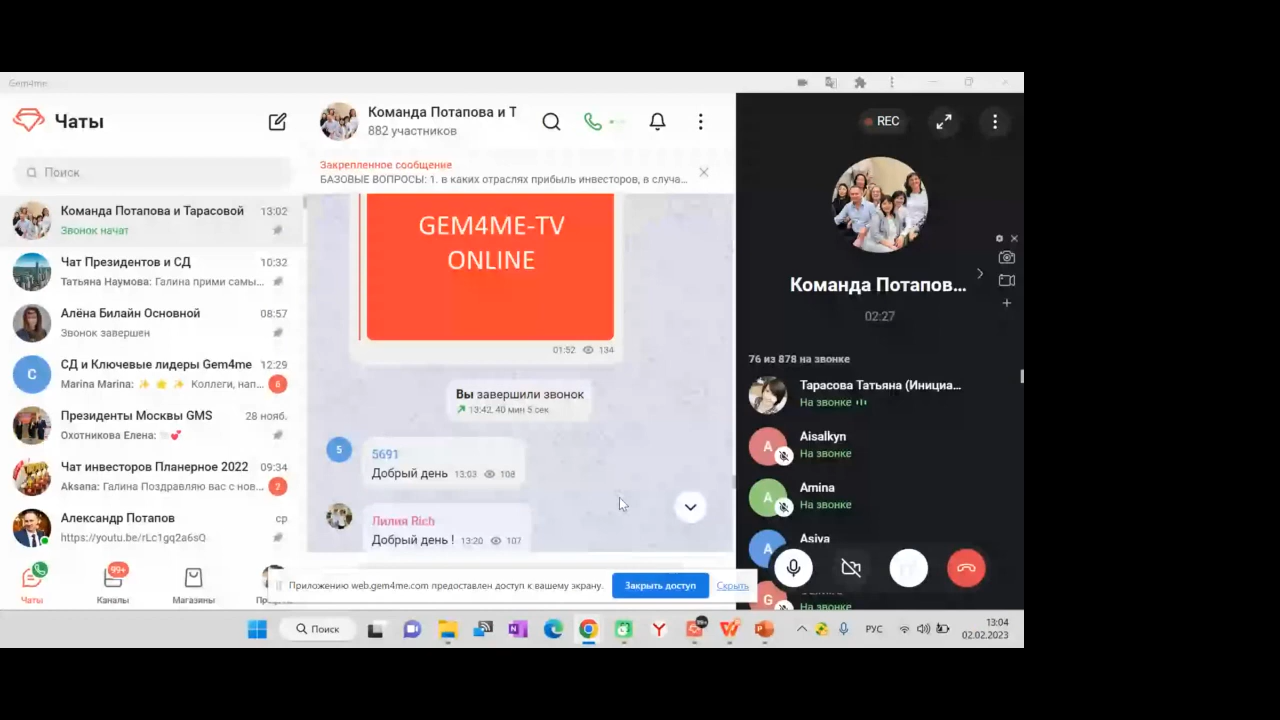 Gem4me
Чаты
Поиск
Команда Потапова и Тарасовой 13:02
Звонок начат
Чат Президентов и СД 10:32
Татьяна Наумова: Галина прими самы...
Алёна Билайн Основной 08:57
Звонок завершен
С
СД и Ключевые лидеры Gem4me 12:29
Marina Marina: ✨ ⭐ ✨ Коллеги, нап... 6
Президенты Москвы GMS 28 нояб.
Охотникова Елена:
Чат инвесторов Планерное 2022 09:34
Aksana: Галина Поздравляю вас с нов... 2
Александр Потапов ср
https://youtu.be/rLc1gq2a6sQ
99+
Чаты Каналы Магазины
Команда Потапова и Т
882 участников
Закрепленное сообщение
БАЗОВЫЕ ВОПРОСЫ: 1. в каких отраслях прибыль инвесторов, в случа...
GEM4ME-TV
ONLINE
01:52 134
Вы завершили звонок
13:42, 40 мин 5 сек
5
5691
Добрый день 13:03 108
Лилия Rich
Добрый день ! 13:20 107
Приложению web.gem4me.com предоставлен доступ к вашему экрану.
Закрыть доступ
Скрыть
REC
Команда Потапов...
02:27
76 из 878 на звонке
Тарасова Татьяна (Инициа...
На звонке
A
Aisalkyn
На звонке
A
Amina
На звонке
A
Asiya
G
На звонке
Поиск
99+
РУС
13:04
02.02.2023